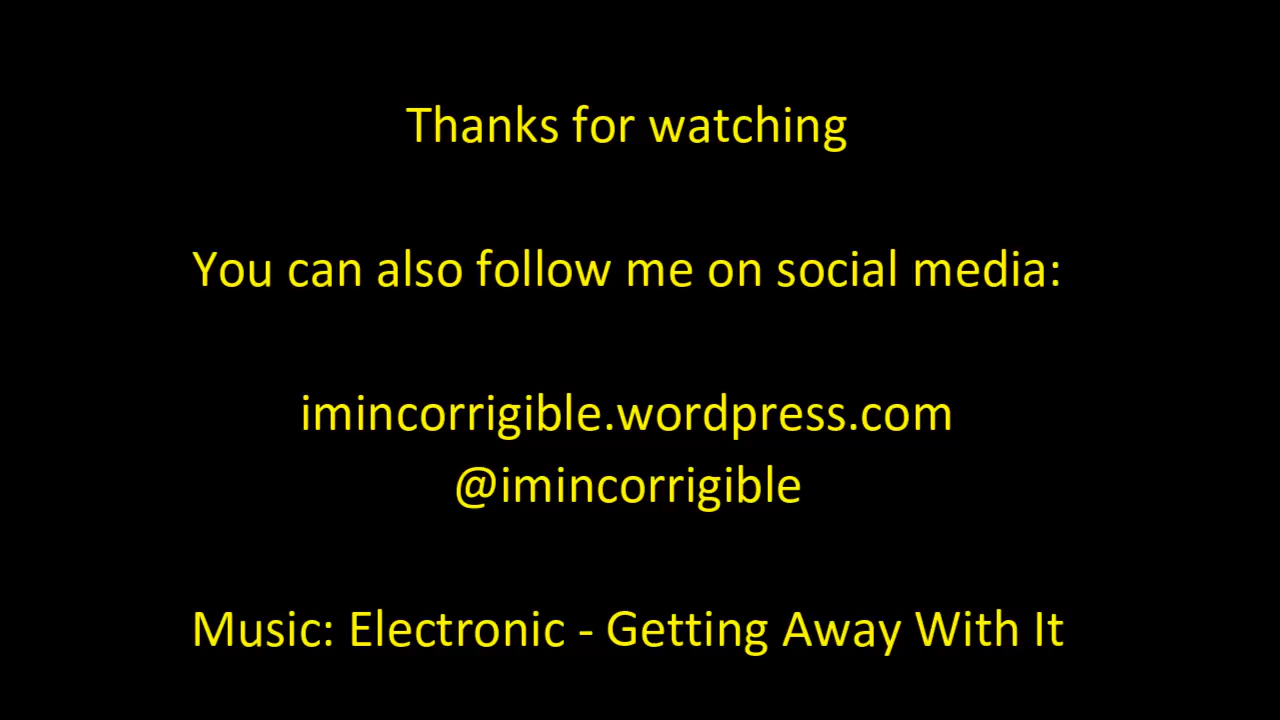 Thanks for watching
You can also follow me on social media:
imincorrigible.wordpress.com
@imincorrigible
Music: Electronic - Getting Away With It